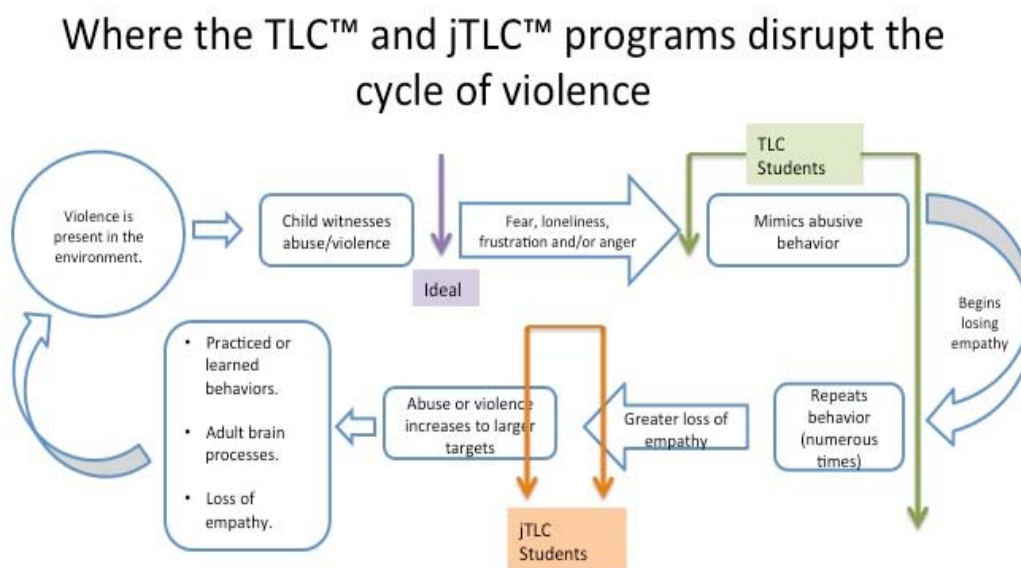 Where the TLC™ and jTLC™ programs disrupt the
cycle of violence
TLC
Students
Violence is
present in the
environment.
Child witnesses
abuse/violence
Fear, loneliness,
frustration and/or anger
Mimics abusive
behavior
Ideal
Begins
losing
empathy
• Practiced or
learned
behaviors.
• Adult brain
processes.
• Loss of
empathy.
Abuse or violence
increases to larger
targets
Greater loss of
empathy
Repeats
behavior
(numerous
times)
jTLC
Students